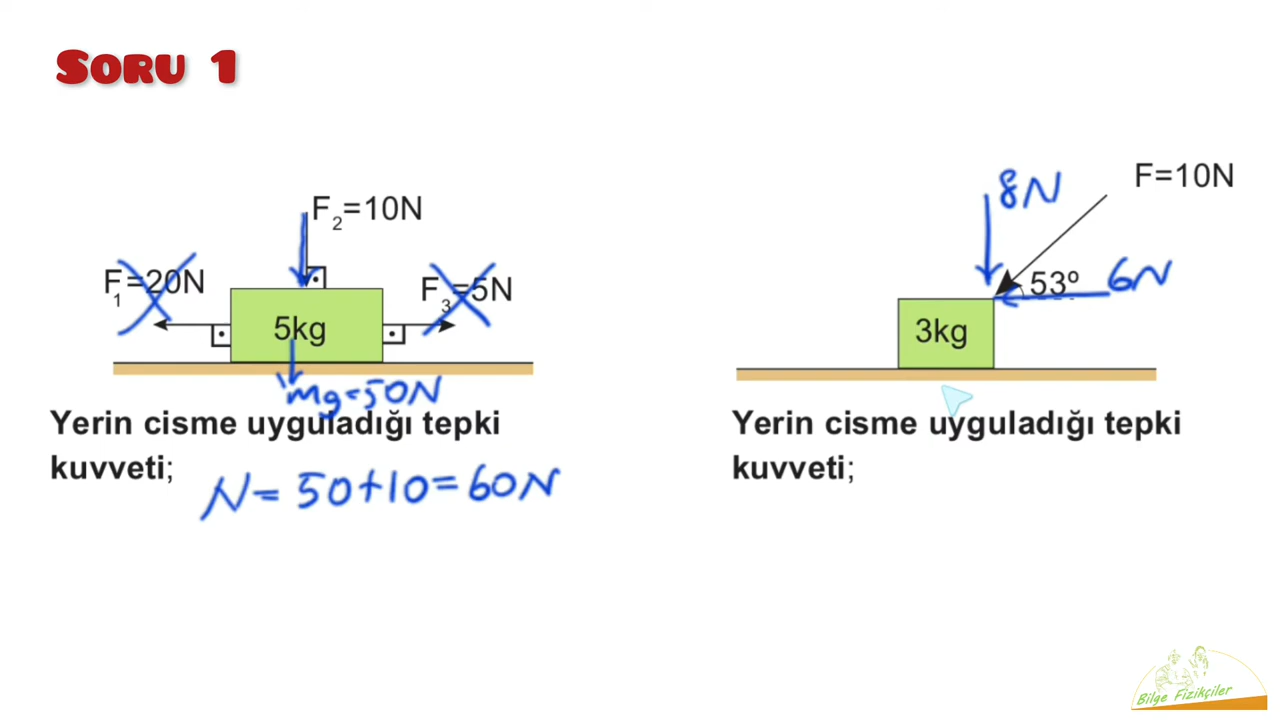 SORU 1
F₂=10N
F₁=20N
F₃=5N
5kg
mg=50N
Yerin cisme uyguladığı tepki
kuvveti;
N= 50+10=60N
8N
F=10N
53º
6N
3kg
Yerin cisme uyguladığı tepki
kuvveti;
Bilge Fizikçiler